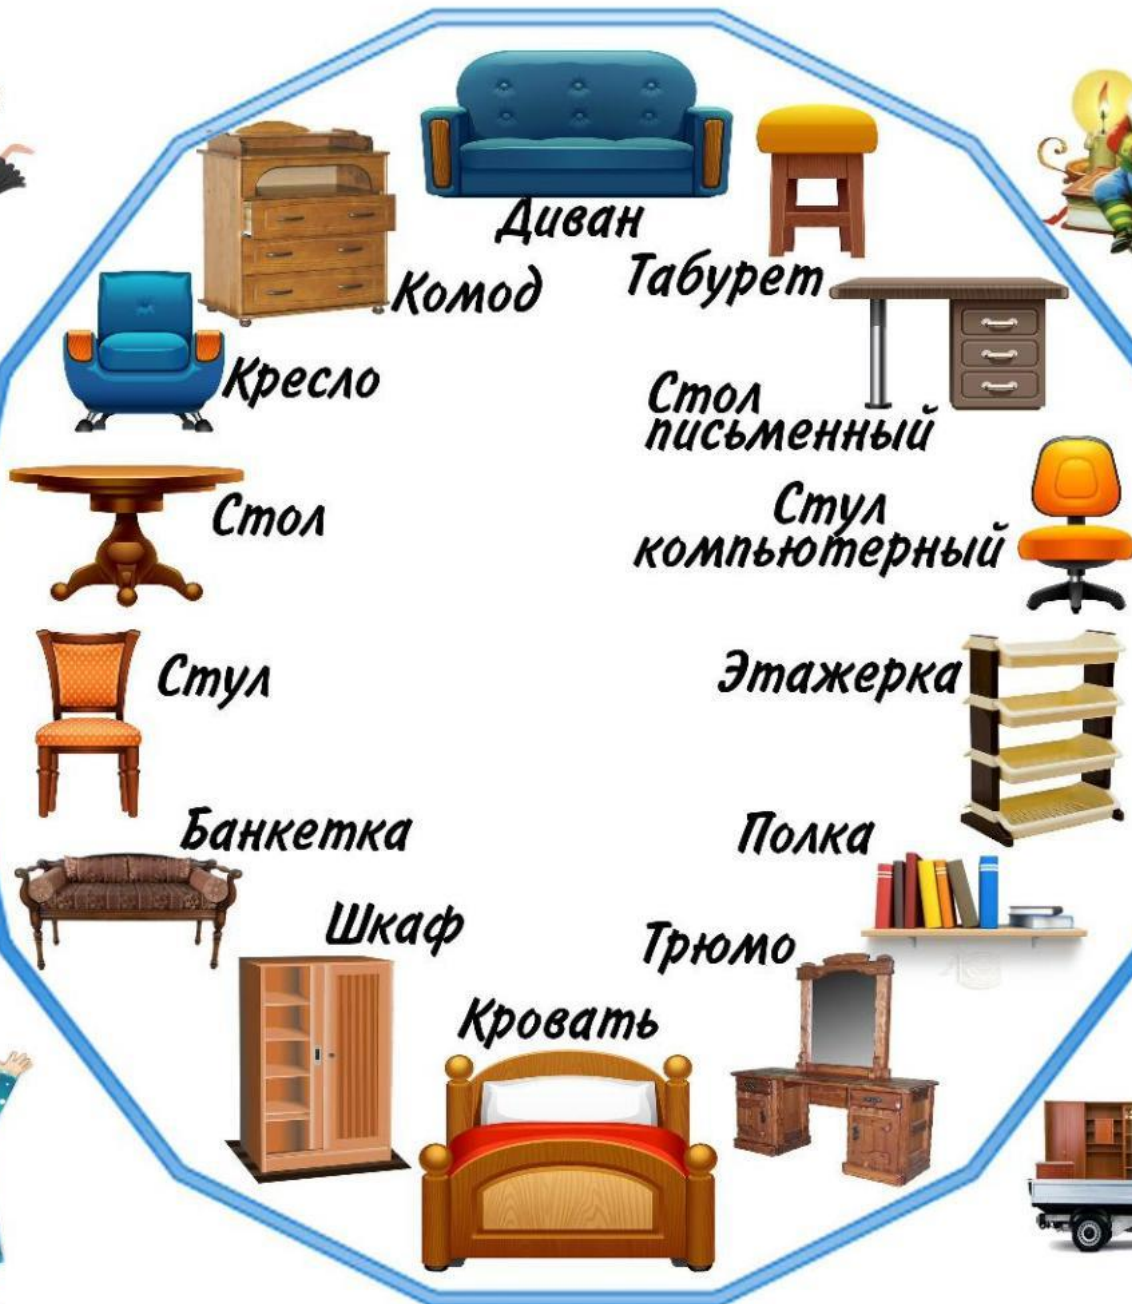 Диван
Табурет
Комод
Кресло
Стол
письменный
Стол
Стул
компьютерный
Стул
Этажерка
Банкетка
Полка
Шкаф
Трюмо
Кровать